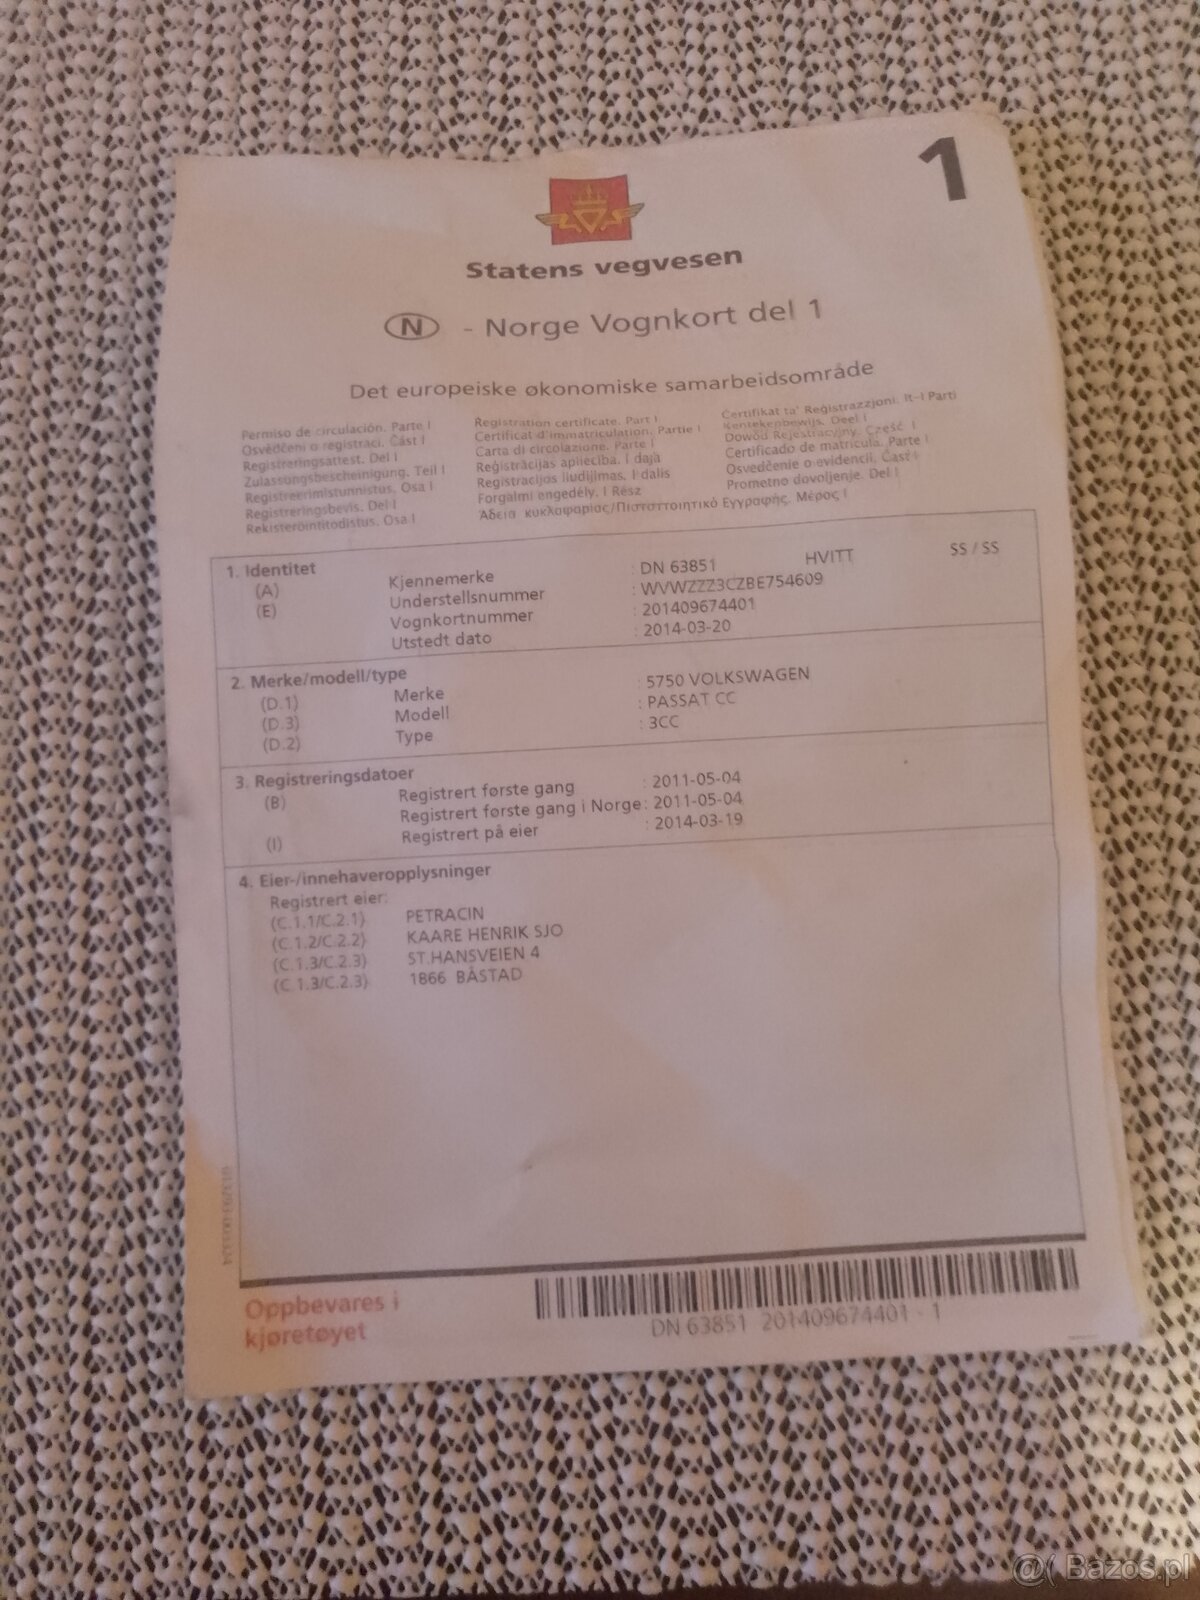 1
Statens vegvesen
N - Norge Vognkort del 1
Det europeiske økonomiske samarbeidsområde
Permiso de circulación. Parte I
Osvědčení o registraci. Část I
Registreringsattest. Del I
Zulassungsbescheinigung. Teil I
Registreerimistunnistus. Osa I
Registreringsbevis. Del I
Rekisteröintitodistus. Osa I
Registration certificate. Part I
Certificat d'immatriculation. Partie I
Carta di circolazione. Parte I
Reģistrācijas apliecība. I daļa
Registracijos liudijimas. I dalis
Forgalmi engedély. I Rész
Άδεια κυκλοφορίας/Πιστοποιητικό Εγγραφής. Μέρος I
Ċertifikat ta' Reġistrazzjoni. It-I Parti
Kentekenbewijs. Deel I
Dowód Rejestracyjny. Część I
Certificado de matrícula. Parte I
Osvedčenie o evidencii. Časť I
Prometno dovoljenje. Del I
1. Identitet
(A) Kjennemerke : DN 63851 HVITT SS / SS
(E) Understellsnummer : WVWZZZ3CZBE754609
Vognkortnummer : 201409674401
Utstedt dato : 2014-03-20
2. Merke/modell/type
(D.1) Merke : 5750 VOLKSWAGEN
(D.3) Modell : PASSAT CC
(D.2) Type : 3CC
3. Registreringsdatoer
(B) Registrert første gang : 2011-05-04
Registrert første gang i Norge : 2011-05-04
(I) Registrert på eier : 2014-03-19
4. Eier-/innehaveropplysninger
Registrert eier:
(C.1.1/C.2.1) PETRACIN
(C.1.2/C.2.2) KAARE HENRIK SJO
(C.1.3/C.2.3) ST.HANSVEIEN 4
(C.1.3/C.2.3) 1866 BÅSTAD
Oppbevares i
kjøretøyet
DN 63851 201409674401 - 1
@( Bazos.pl